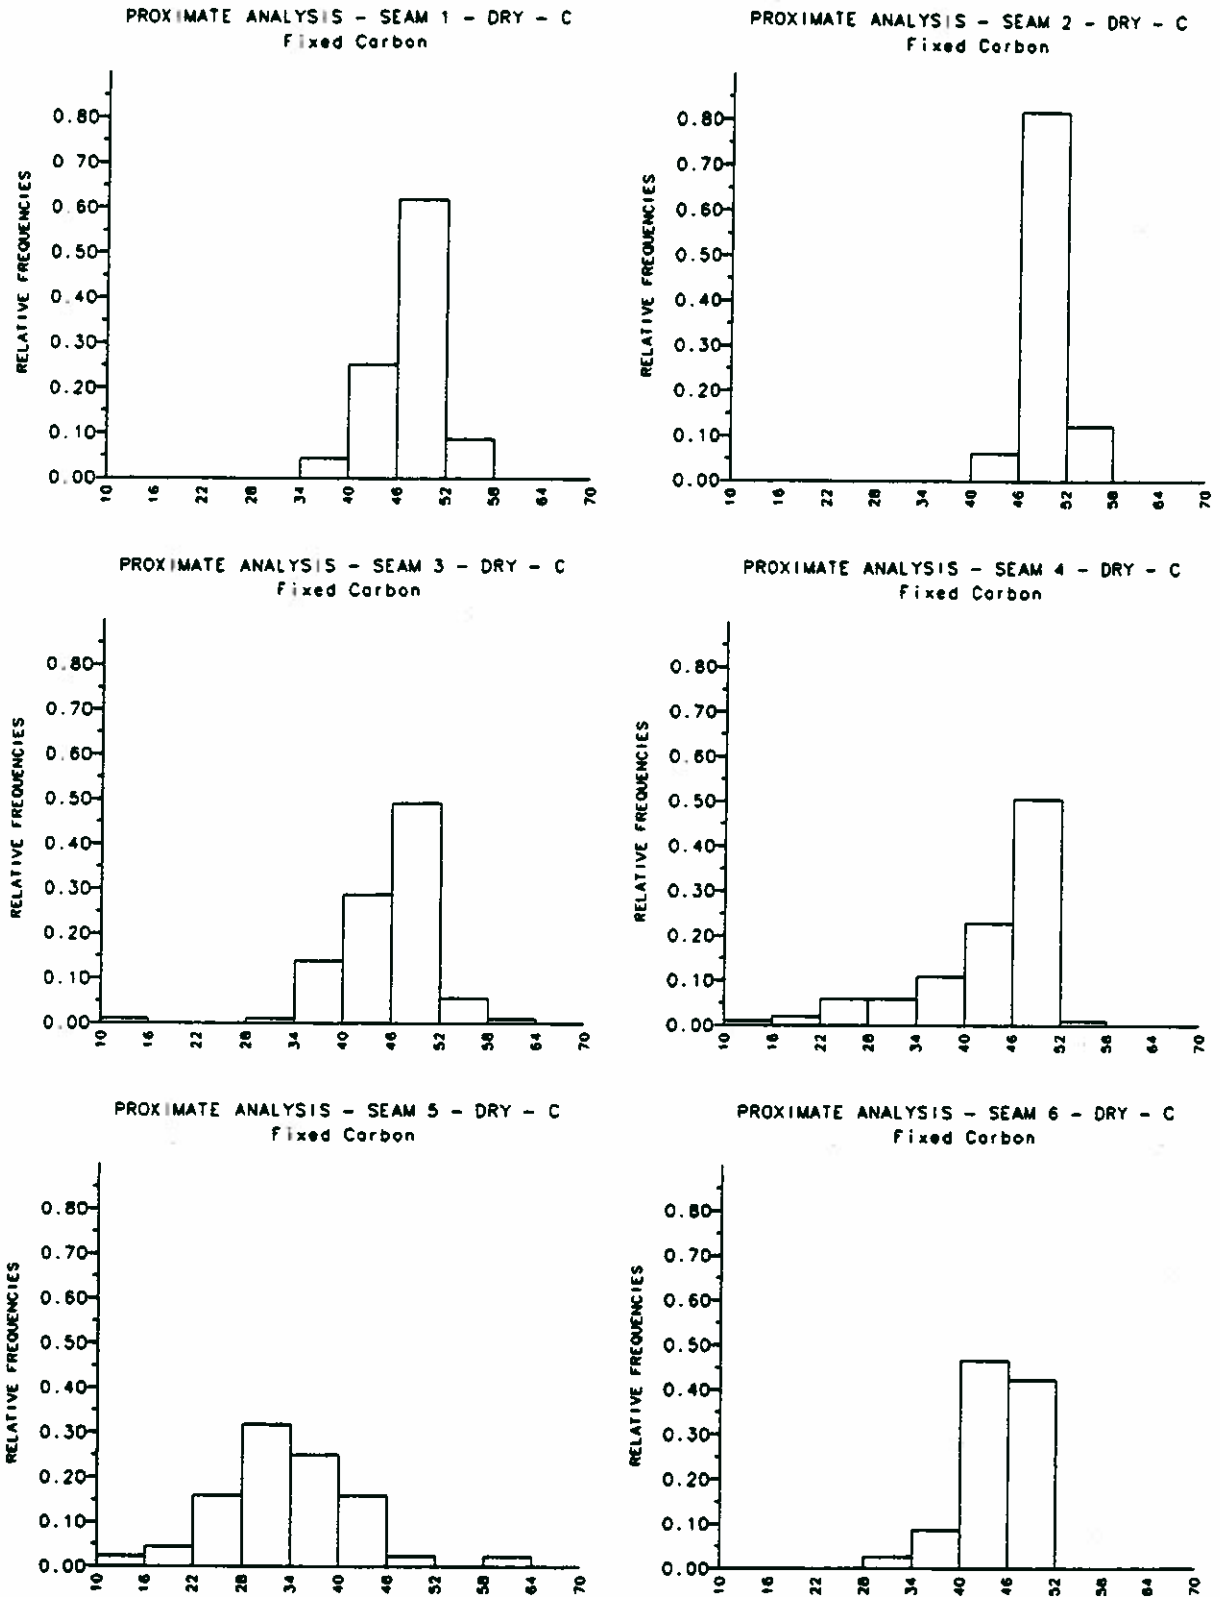 PROXIMATE ANALYSIS - SEAM 1 - DRY - C
Fixed Carbon
RELATIVE FREQUENCIES
0.80
0.70
0.60
0.50
0.40
0.30
0.20
0.10
0.00
10 16 22 28 34 40 46 52 58 64 70
PROXIMATE ANALYSIS - SEAM 2 - DRY - C
Fixed Carbon
RELATIVE FREQUENCIES
0.80
0.70
0.60
0.50
0.40
0.30
0.20
0.10
0.00
10 16 22 28 34 40 46 52 58 64 70
PROXIMATE ANALYSIS - SEAM 3 - DRY - C
Fixed Carbon
RELATIVE FREQUENCIES
0.80
0.70
0.60
0.50
0.40
0.30
0.20
0.10
0.00
10 16 22 28 34 40 46 52 58 64 70
PROXIMATE ANALYSIS - SEAM 4 - DRY - C
Fixed Carbon
RELATIVE FREQUENCIES
0.80
0.70
0.60
0.50
0.40
0.30
0.20
0.10
0.00
10 16 22 28 34 40 46 52 58 64 70
PROXIMATE ANALYSIS - SEAM 5 - DRY - C
Fixed Carbon
RELATIVE FREQUENCIES
0.80
0.70
0.60
0.50
0.40
0.30
0.20
0.10
0.00
10 16 22 28 34 40 46 52 58 64 70
PROXIMATE ANALYSIS - SEAM 6 - DRY - C
Fixed Carbon
RELATIVE FREQUENCIES
0.80
0.70
0.60
0.50
0.40
0.30
0.20
0.10
0.00
10 16 22 28 34 40 46 52 58 64 70